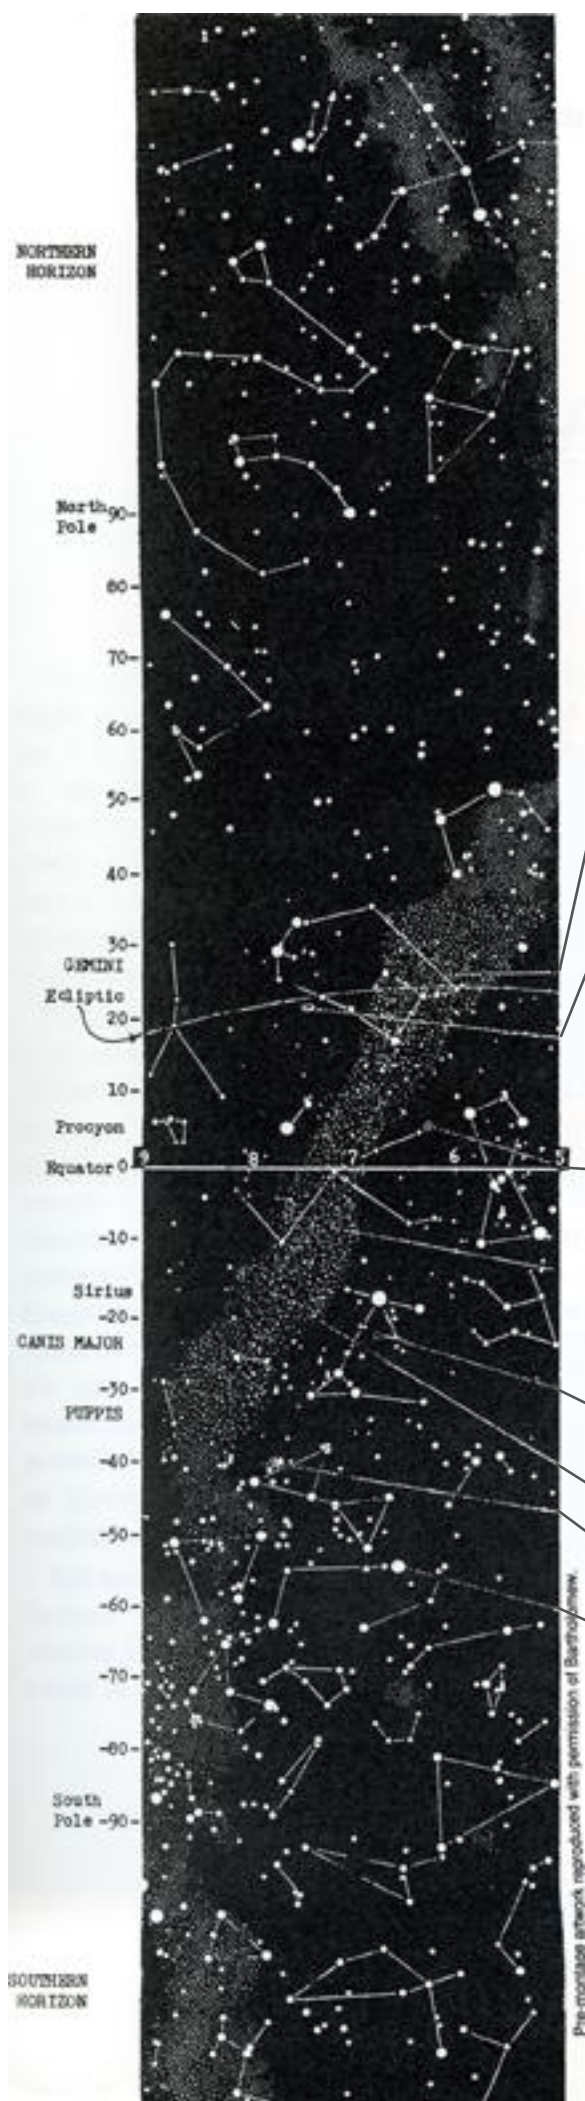 NORTHERN
HORIZON
North
Pole 90-
80-
70-
60-
50-
40-
30-
GEMINI
Ecliptic
20-
10-
Procyon
Equator 0
9 8 7 6 5
-10-
Sirius
-20-
CANIS MAJOR
-30-
PUPPIS
-40-
-50-
-60-
-70-
-80-
South
Pole -90-
SOUTHERN
HORIZON
Pre-montage artwork reproduced with permission of Bartholomew.